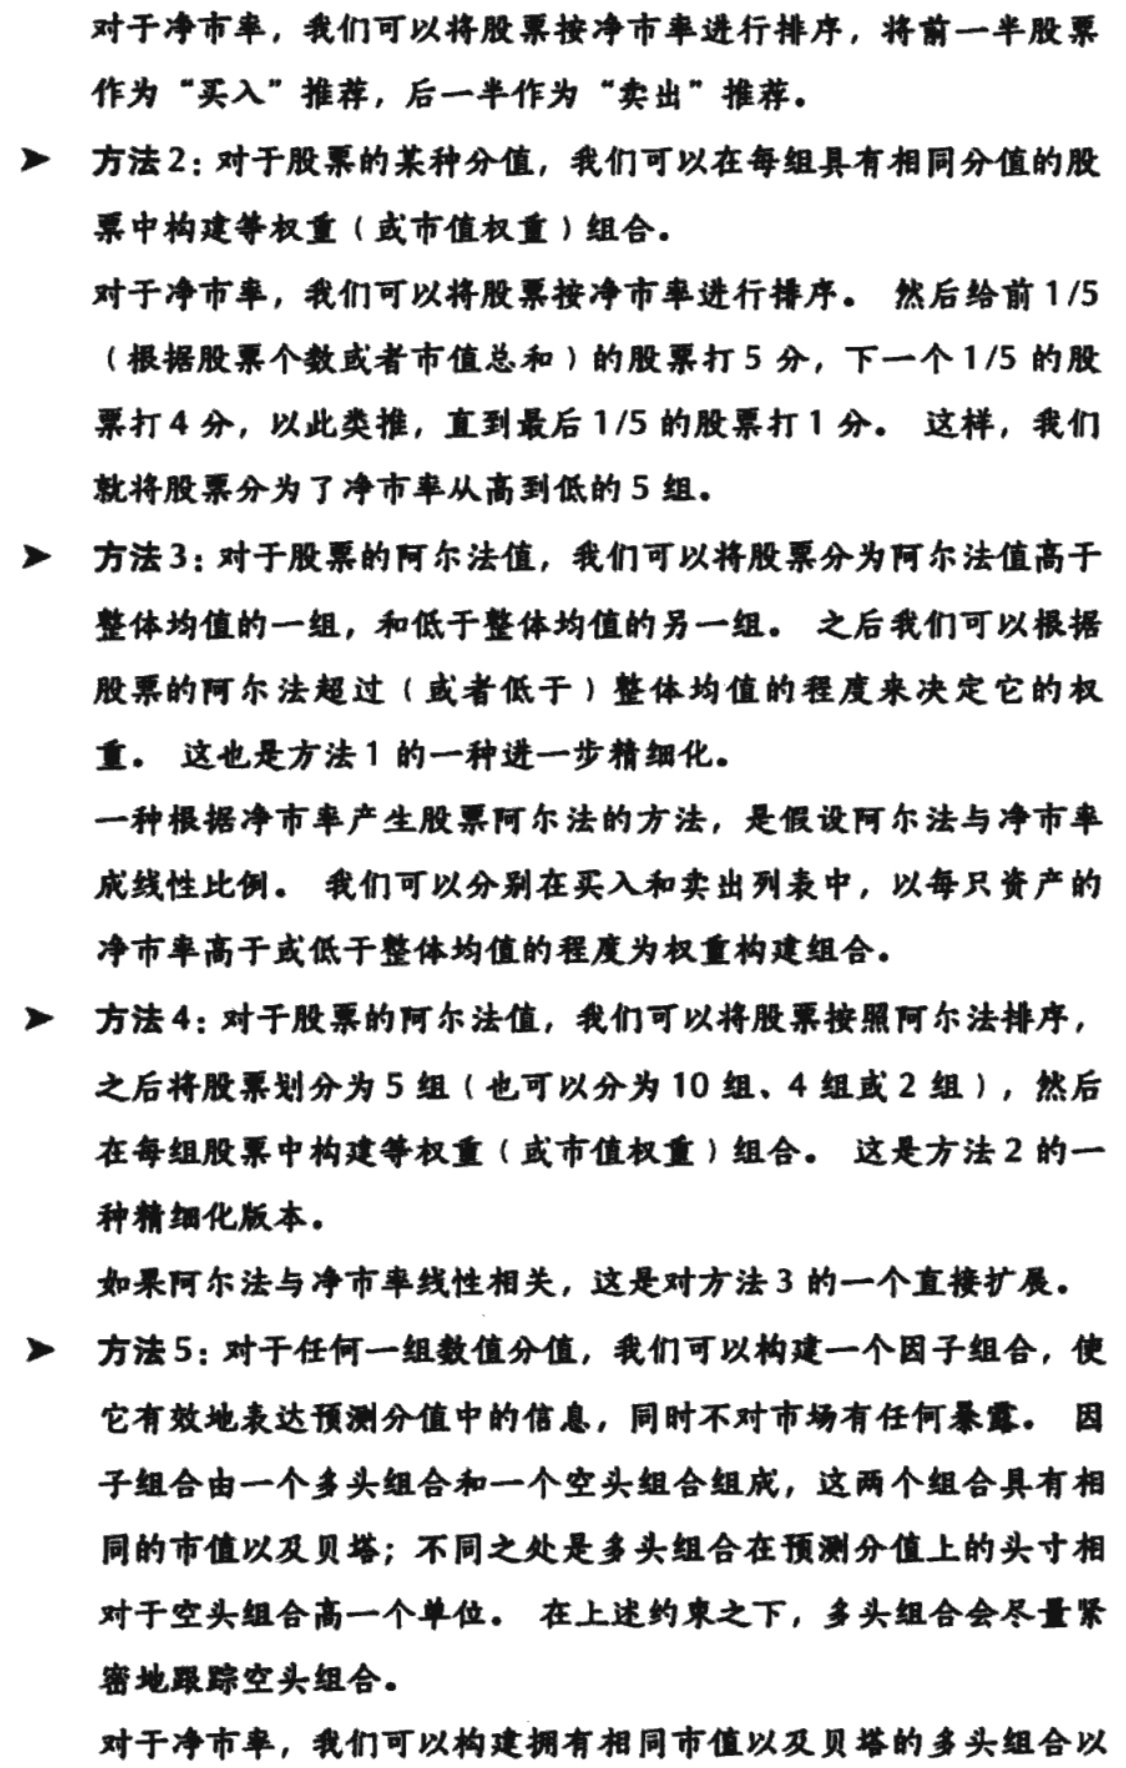 对于净市率，我们可以将股票按净市率进行排序，将前一半股票
作为“买入”推荐，后一半作为“卖出”推荐。
➤ 方法2：对于股票的某种分值，我们可以在每组具有相同分值的股
票中构建等权重（或市值权重）组合。
对于净市率，我们可以将股票按净市率进行排序。 然后给前1/5
（根据股票个数或者市值总和）的股票打5分，下一个1/5的股
票打4分，以此类推，直到最后1/5的股票打1分。 这样，我们
就将股票分为了净市率从高到低的5组。
➤ 方法3：对于股票的阿尔法值，我们可以将股票分为阿尔法值高于
整体均值的一组，和低于整体均值的另一组。 之后我们可以根据
股票的阿尔法超过（或者低于）整体均值的程度来决定它的权
重。 这也是方法1的一种进一步精细化。
一种根据净市率产生股票阿尔法的方法，是假设阿尔法与净市率
成线性比例。 我们可以分别在买入和卖出列表中，以每只资产的
净市率高于或低于整体均值的程度为权重构建组合。
➤ 方法4：对于股票的阿尔法值，我们可以将股票按照阿尔法排序，
之后将股票划分为5组（也可以分为10组、4组或2组），然后
在每组股票中构建等权重（或市值权重）组合。 这是方法2的一
种精细化版本。
如果阿尔法与净市率线性相关，这是对方法3的一个直接扩展。
➤ 方法5：对于任何一组数值分值，我们可以构建一个因子组合，使
它有效地表达预测分值中的信息，同时不对市场有任何暴露。 因
子组合由一个多头组合和一个空头组合组成，这两个组合具有相
同的市值以及贝塔；不同之处是多头组合在预测分值上的头寸相
对于空头组合高一个单位。 在上述约束之下，多头组合会尽量紧
密地跟踪空头组合。
对于净市率，我们可以构建拥有相同市值以及贝塔的多头组合以